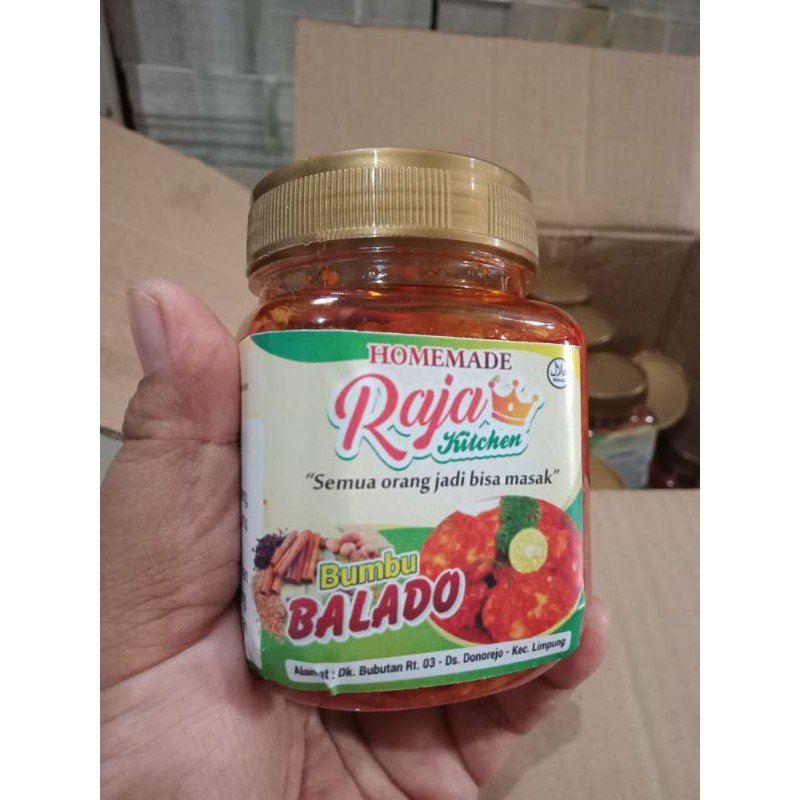 HOMEMADE
Raja
Kitchen
"Semua orang jadi bisa masak"
Bumbu
BALADO
Alamat : Dk. Bubutan Rt. 03 - Ds. Donorejo - Kec. Limpung